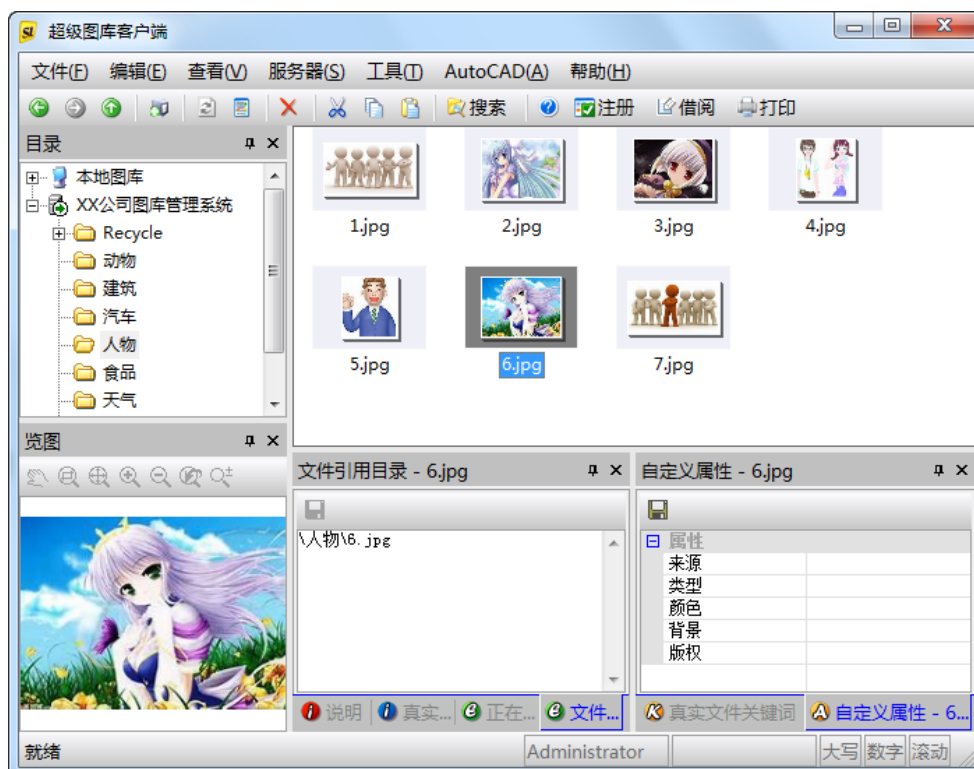 SL 超级图库客户端
文件(F) 编辑(E) 查看(V) 服务器(S) 工具(T) AutoCAD(A) 帮助(H)
搜索 注册 借阅 打印
目录
本地图库
XX公司图库管理系统
Recycle
动物
建筑
汽车
人物
食品
天气
1.jpg 2.jpg 3.jpg 4.jpg
5.jpg 6.jpg 7.jpg
览图
文件引用目录 - 6.jpg
\人物\6.jpg
说明 真实... 正在... 文件...
自定义属性 - 6.jpg
属性
来源
类型
颜色
背景
版权
真实文件关键词 自定义属性 - 6...
就绪 Administrator 大写 数字 滚动